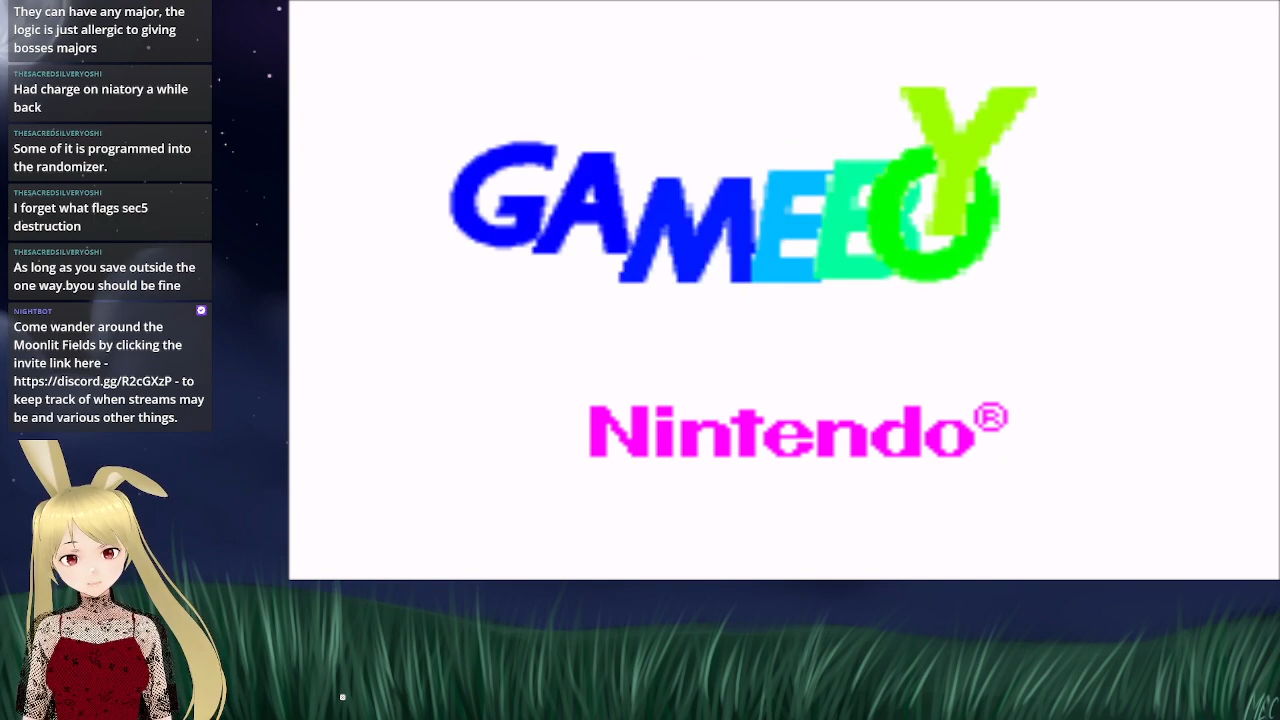 They can have any major, the
logic is just allergic to giving
bosses majors
THESACREDSILVERYOSHI
Had charge on niatory a while
back
THESACREDSILVERYOSHI
Some of it is programmed into
the randomizer.
THESACREDSILVERYOSHI
I forget what flags sec5
destruction
THESACREDSILVERYOSHI
As long as you save outside the
one way.byou should be fine
NIGHTBOT
Come wander around the
Moonlit Fields by clicking the
invite link here -
https://discord.gg/R2cGXzP - to
keep track of when streams may
be and various other things.
GAMEBOY
Nintendo®